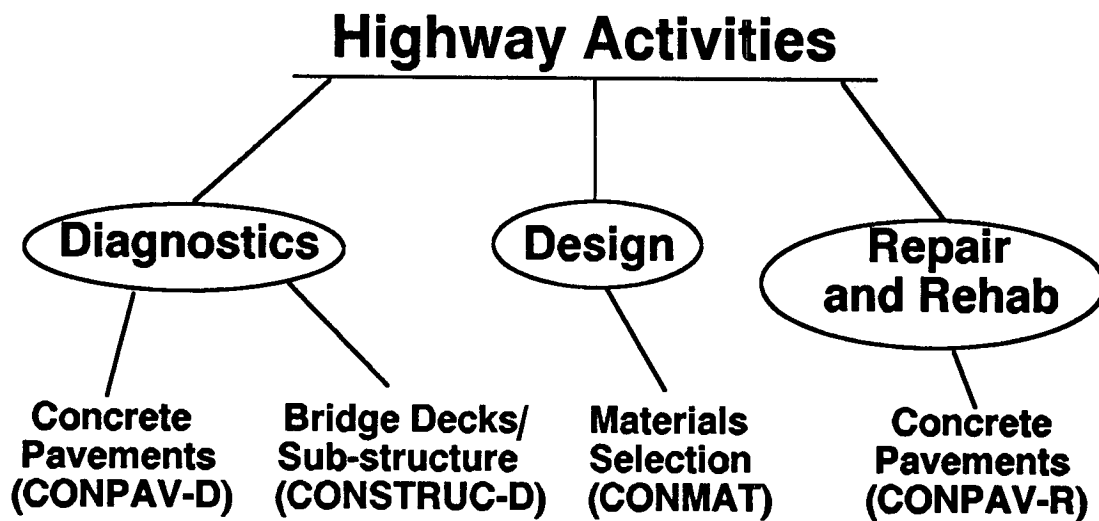 Highway Activities
Diagnostics
Design
Repair
and Rehab
Concrete
Pavements
(CONPAV-D)
Bridge Decks/
Sub-structure
(CONSTRUC-D)
Materials
Selection
(CONMAT)
Concrete
Pavements
(CONPAV-R)